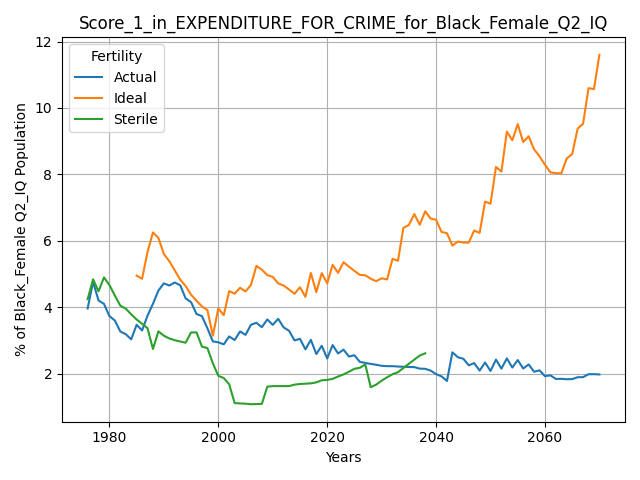 Score_1_in_EXPENDITURE_FOR_CRIME_for_Black_Female_Q2_IQ
Fertility
Actual
Ideal
Sterile
% of Black_Female Q2_IQ Population
12
10
8
6
4
2
1980
2000
2020
2040
2060
Years